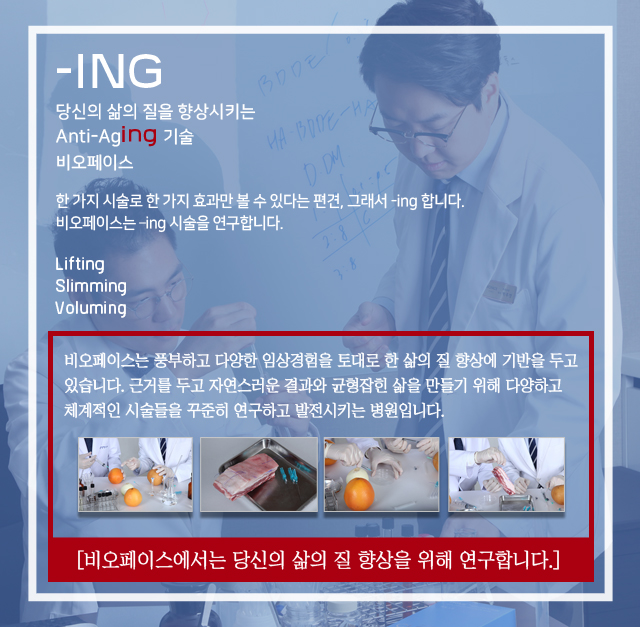 -ING
당신의 삶의 질을 향상시키는
Anti-Aging 기술
비오페이스
한 가지 시술로 한 가지 효과만 볼 수 있다는 편견, 그래서 -ing 합니다.
비오페이스는 -ing 시술을 연구합니다.
Lifting
Slimming
Voluming
BODE
HA-BODE-HA
D.DM
2:8
3.8
비오페이스는 풍부하고 다양한 임상경험을 토대로 한 삶의 질 향상에 기반을 두고
있습니다. 근거를 두고 자연스러운 결과와 균형잡힌 삶을 만들기 위해 다양하고
체계적인 시술들을 꾸준히 연구하고 발전시키는 병원입니다.
[비오페이스에서는 당신의 삶의 질 향상을 위해 연구합니다.]